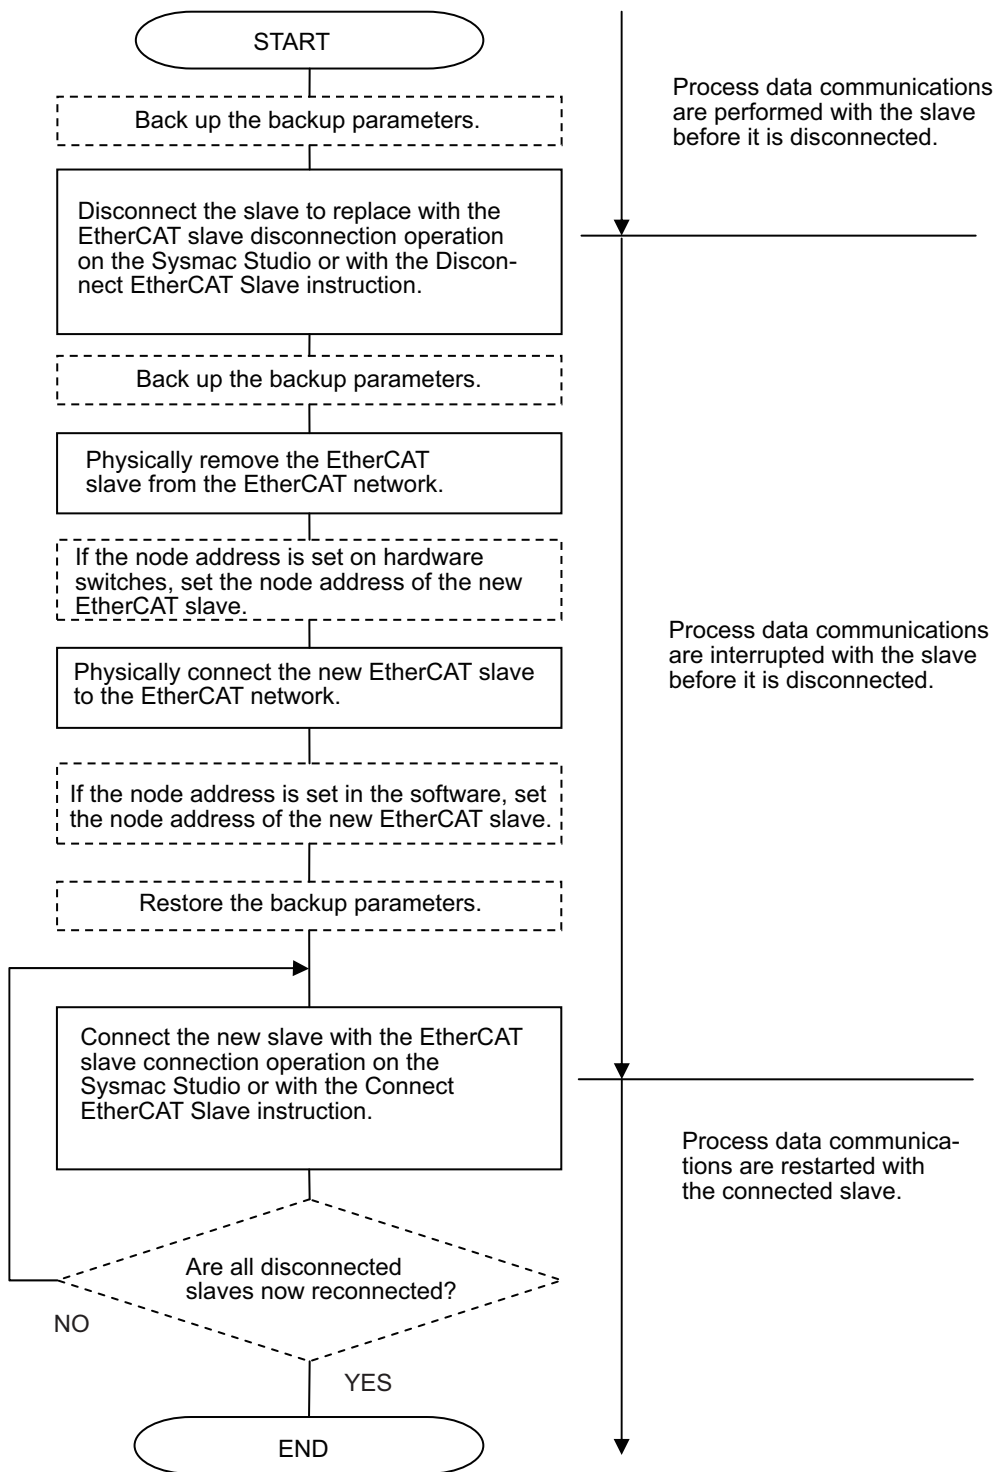 START
Process data communications
are performed with the slave
before it is disconnected.
Back up the backup parameters.
Disconnect the slave to replace with the
EtherCAT slave disconnection operation
on the Sysmac Studio or with the Discon-
nect EtherCAT Slave instruction.
Back up the backup parameters.
Physically remove the EtherCAT
slave from the EtherCAT network.
If the node address is set on hardware
switches, set the node address of the new
EtherCAT slave.
Process data communications
are interrupted with the slave
before it is disconnected.
Physically connect the new EtherCAT slave
to the EtherCAT network.
If the node address is set in the software, set
the node address of the new EtherCAT slave.
Restore the backup parameters.
Connect the new slave with the EtherCAT
slave connection operation on the
Sysmac Studio or with the Connect
EtherCAT Slave instruction.
Process data communica-
tions are restarted with
the connected slave.
Are all disconnected
slaves now reconnected?
NO
YES
END